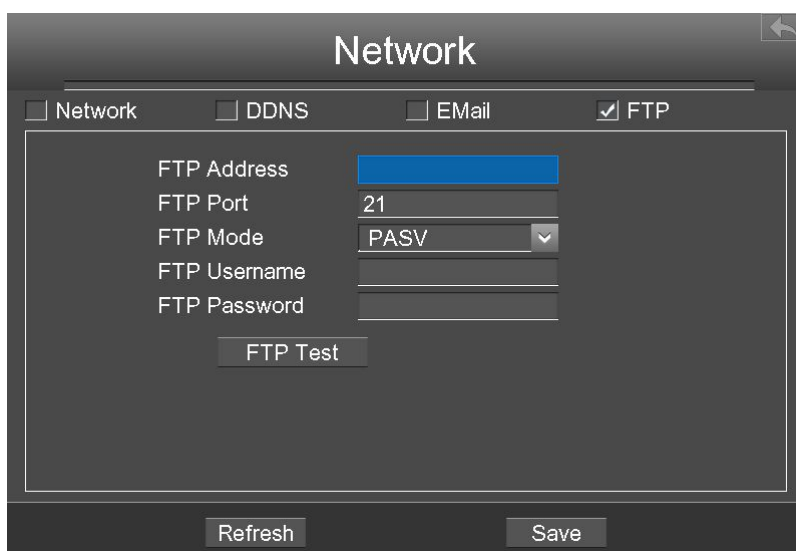 Network
Network DDNS EMail FTP
FTP Address
FTP Port 21
FTP Mode PASV
FTP Username
FTP Password
FTP Test
Refresh Save